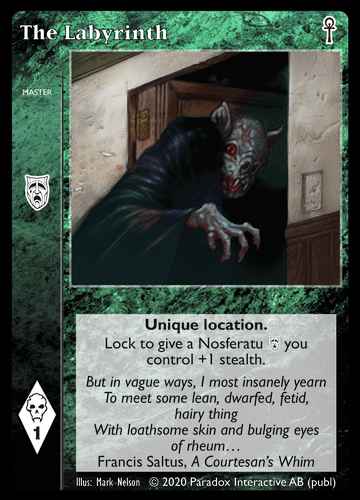 The Labyrinth
MASTER
Unique location.
Lock to give a Nosferatu you
control +1 stealth.
But in vague ways, I most insanely yearn
To meet some lean, dwarfed, fetid,
hairy thing
With loathsome skin and bulging eyes
of rheum...
Francis Saltus, A Courtesan's Whim
1
Illus: Mark Nelson © 2020 Paradox Interactive AB (publ)